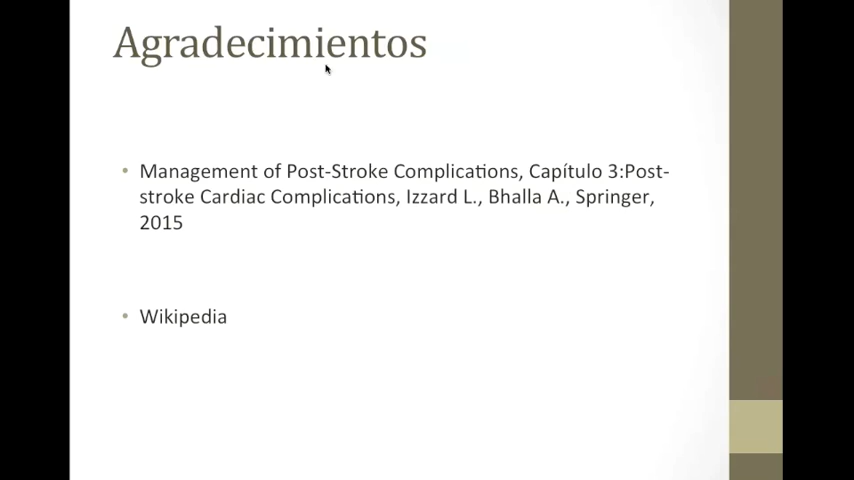 Agradecimientos
• Management of Post-Stroke Complications, Capítulo 3:Post-
stroke Cardiac Complications, Izzard L., Bhalla A., Springer,
2015
• Wikipedia